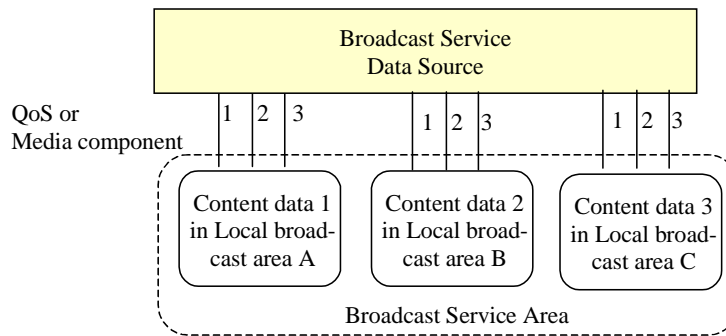 Broadcast Service
Data Source
QoS or
Media component
1 2 3
1 2 3
1 2 3
Content data 1
in Local broad-
cast area A
Content data 2
in Local broad-
cast area B
Content data 3
in Local broad-
cast area C
Broadcast Service Area